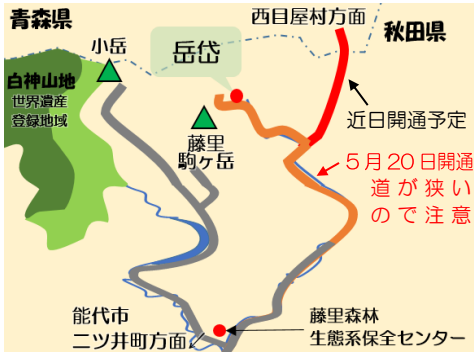 青森県
西目屋村方面
秋田県
小岳
岳岱
白神山地
世界遺産
登録地域
藤里
駒ヶ岳
近日開通予定
5月20日開通
道が狭い
ので注意
能代市
二ツ井町方面
藤里森林
生態系保全センター